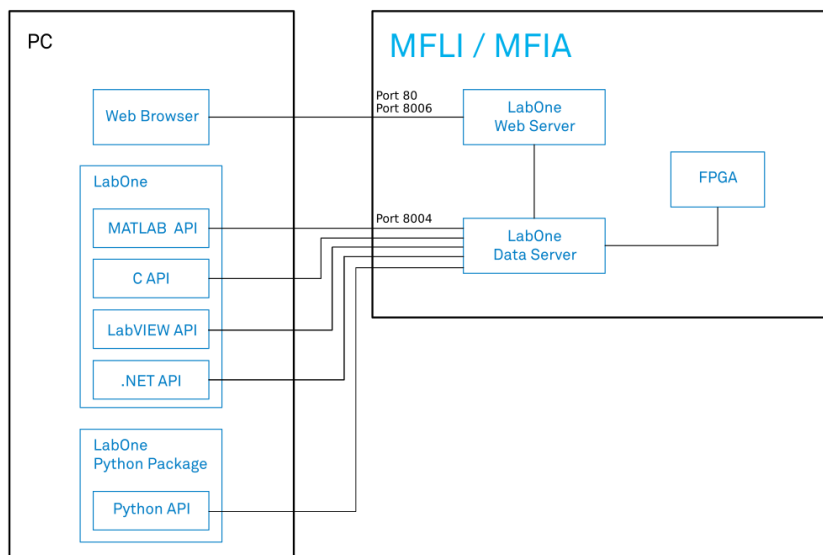 PC
MFLI / MFIA
Web Browser
Port 80
Port 8006
LabOne
Web Server
LabOne
MATLAB API
C API
LabVIEW API
.NET API
Port 8004
LabOne
Data Server
FPGA
LabOne
Python Package
Python API